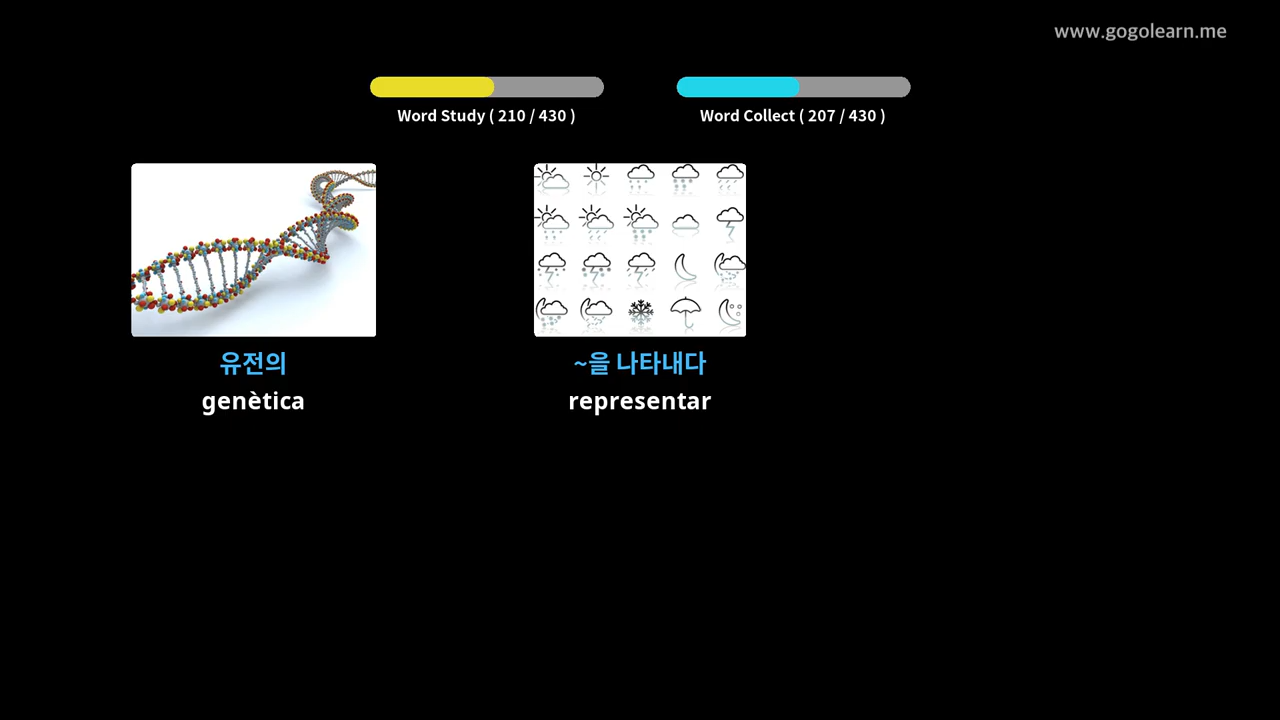 www.gogolearn.me
Word Study ( 210 / 430 )
Word Collect ( 207 / 430 )
유전의
genètica
~을 나타내다
representar